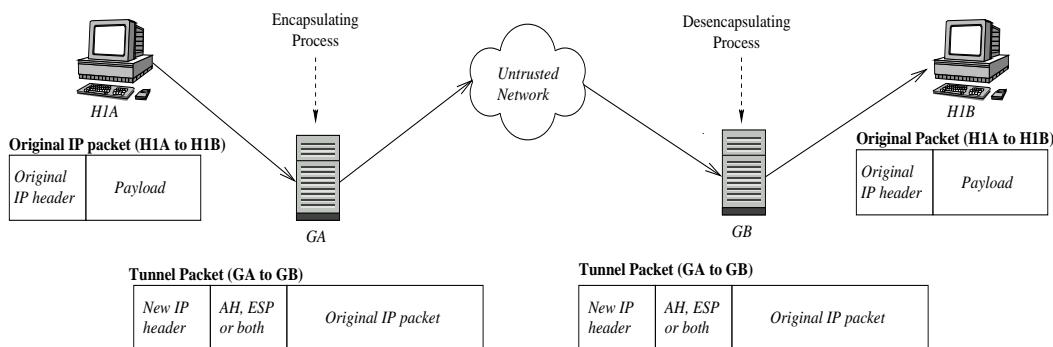 Encapsulating
Process
Desencapsulating
Process
Untrusted
Network
H1A
H1B
Original IP packet (H1A to H1B)
Original
IP header
Payload
GA
GB
Original Packet (H1A to H1B)
Original
IP header
Payload
Tunnel Packet (GA to GB)
New IP
header
AH, ESP
or both
Original IP packet
Tunnel Packet (GA to GB)
New IP
header
AH, ESP
or both
Original IP packet